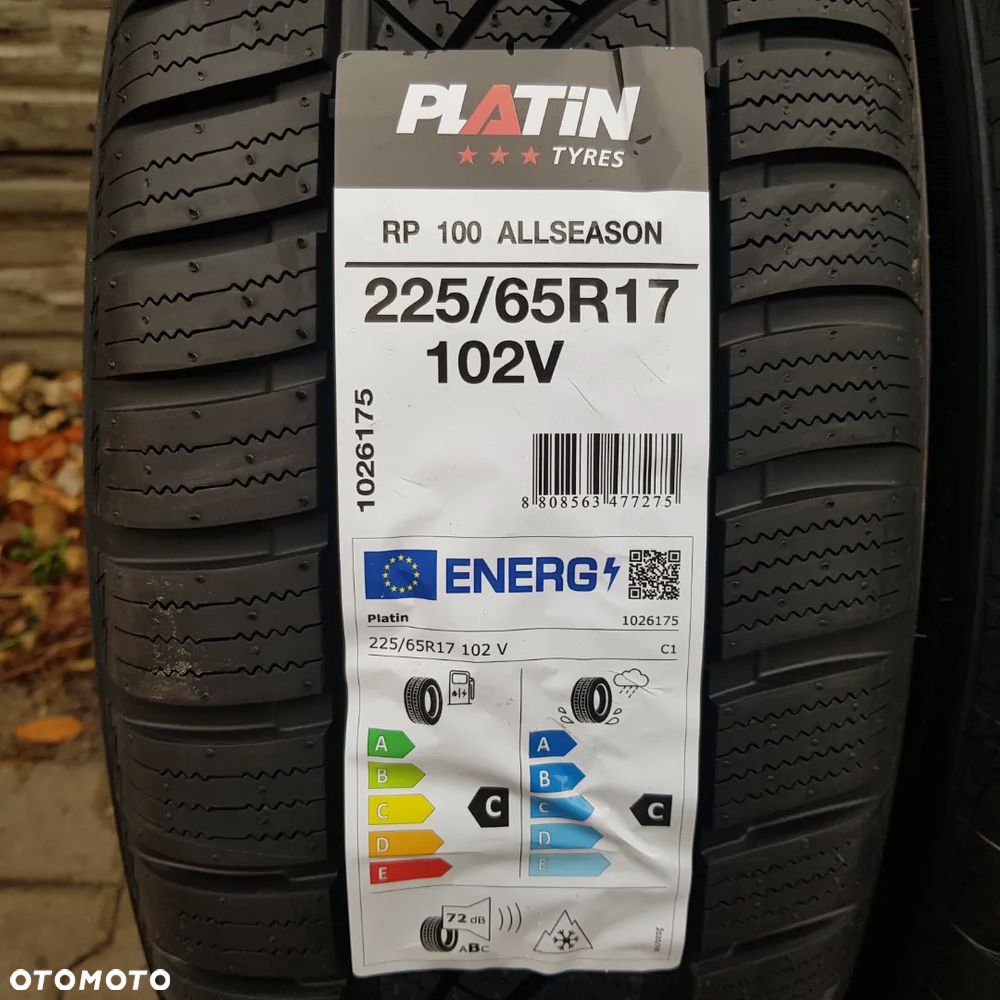 PLATiN
TYRES
RP 100 ALLSEASON
225/65R17
102V
1026175
8 808563 477275
ENERG
Platin 1026175
225/65R17 102 V C1
A A
B B
C C C C
D D
E E
72 dB
ABC
OTOMOTO